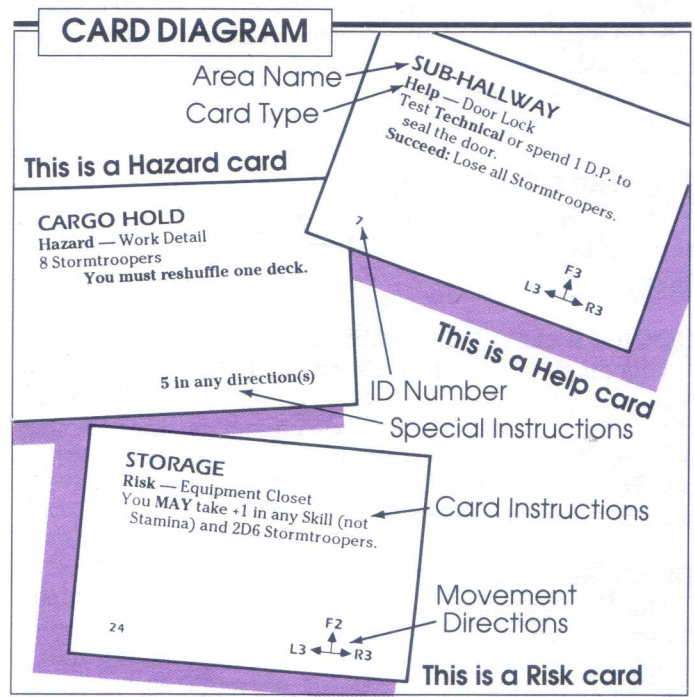 CARD DIAGRAM
Area Name
Card Type
SUB-HALLWAY
Help — Door Lock
Test Technical or spend 1 D.P. to
seal the door.
Succeed: Lose all Stormtroopers.
7
F3
L3 R3
This is a Help card
This is a Hazard card
CARGO HOLD
Hazard — Work Detail
8 Stormtroopers
You must reshuffle one deck.
5 in any direction(s)
ID Number
Special Instructions
STORAGE
Risk — Equipment Closet
You MAY take +1 in any Skill (not
Stamina) and 2D6 Stormtroopers.
24
F2
L3 R3
Card Instructions
Movement
Directions
This is a Risk card